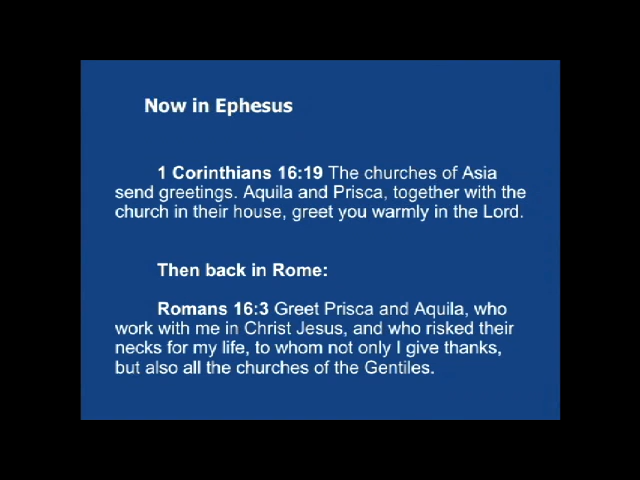 Now in Ephesus
1 Corinthians 16:19 The churches of Asia
send greetings. Aquila and Prisca, together with the
church in their house, greet you warmly in the Lord.
Then back in Rome:
Romans 16:3 Greet Prisca and Aquila, who
work with me in Christ Jesus, and who risked their
necks for my life, to whom not only I give thanks,
but also all the churches of the Gentiles.